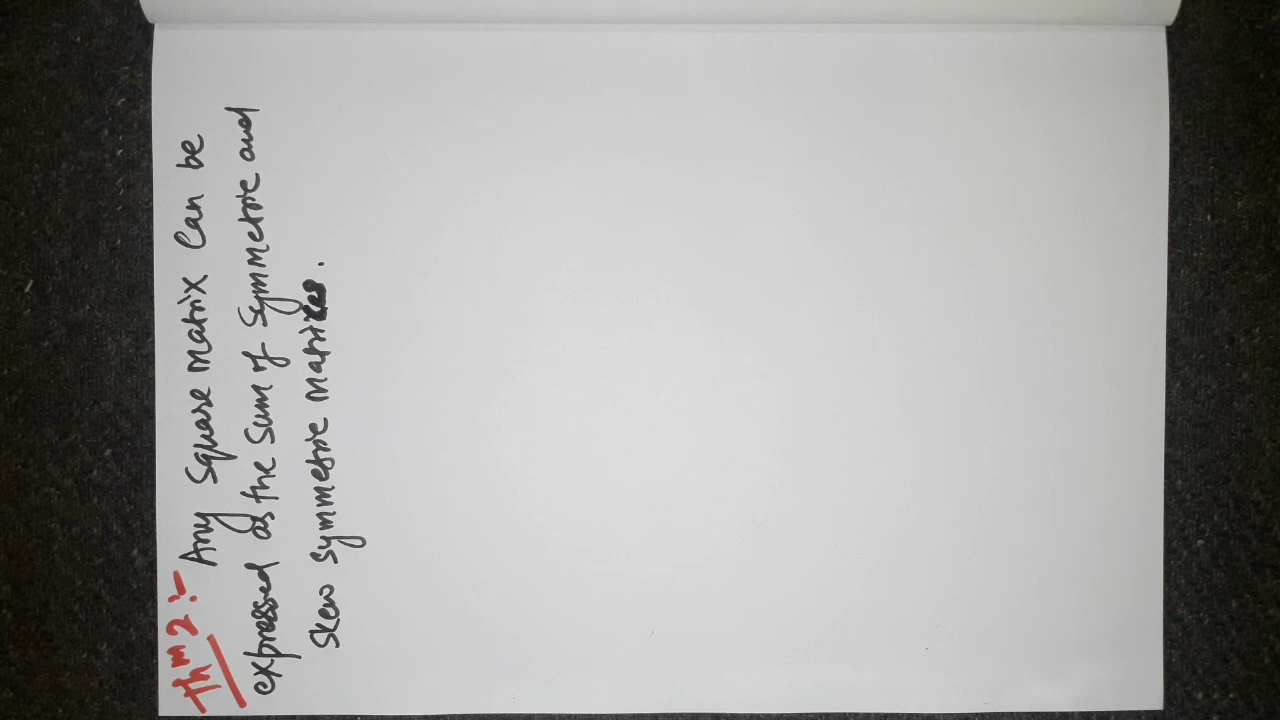 Thm 2:- Any Square matrix Can be
expressed as the Sum of Symmetric and
Skew symmetric matrices.